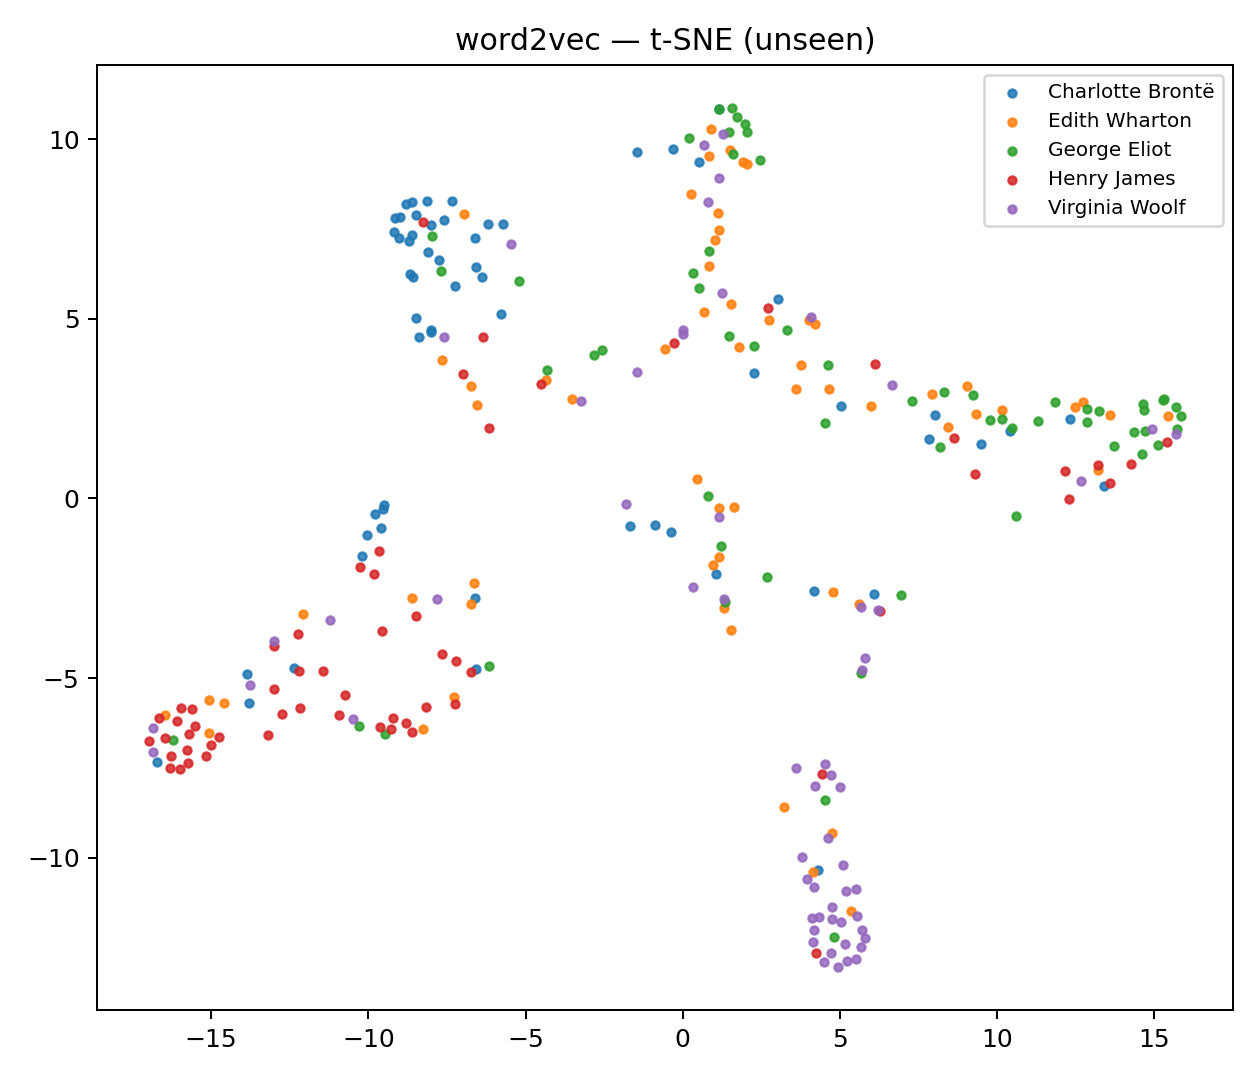 word2vec — t-SNE (unseen)
Charlotte Brontë
Edith Wharton
George Eliot
Henry James
Virginia Woolf
10
5
0
−5
−10
−15
−10
−5
0
5
10
15